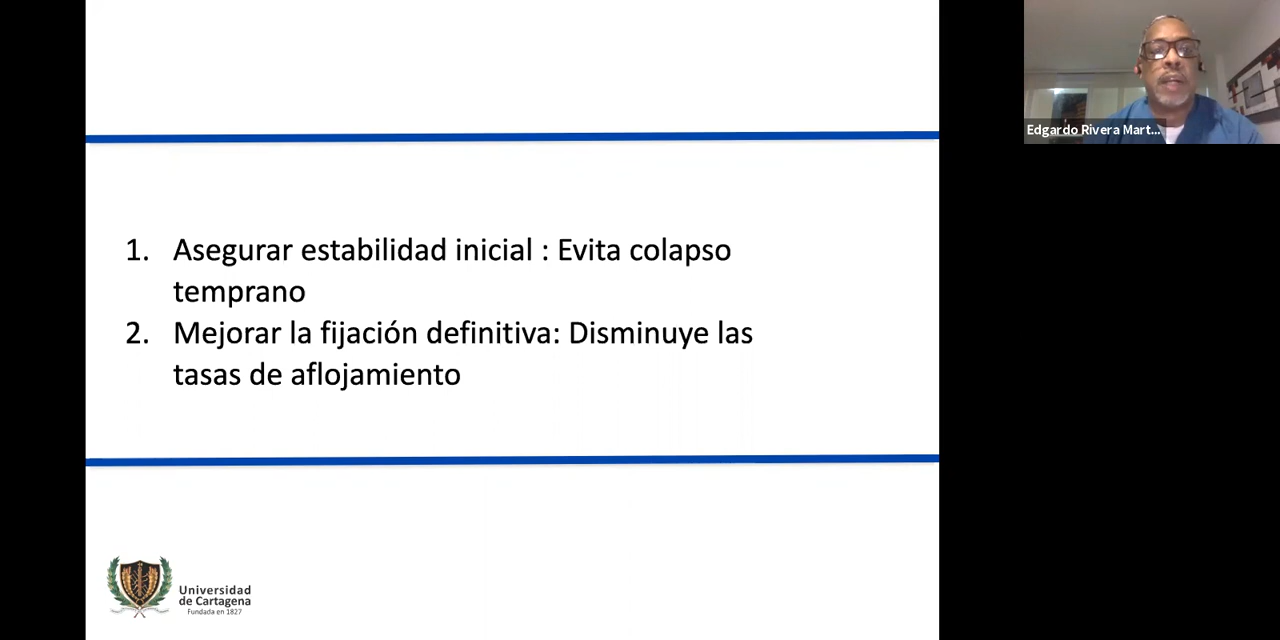 Edgardo Rivera Mart...
1. Asegurar estabilidad inicial : Evita colapso
temprano
2. Mejorar la fijación definitiva: Disminuye las
tasas de aflojamiento
Universidad
de Cartagena
Fundada en 1827